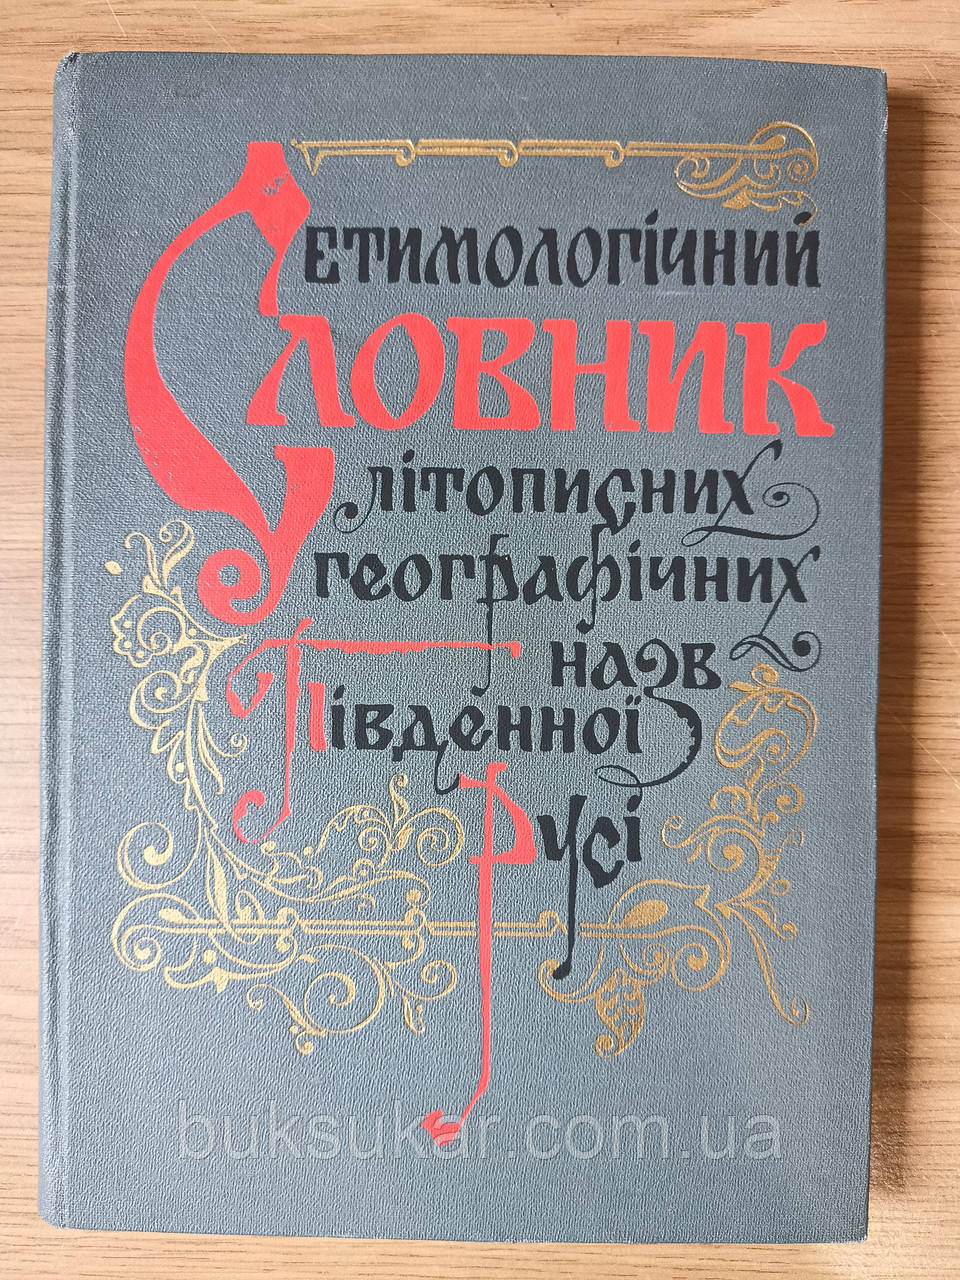 Етимологічний
Словник
літописних
географічних
назв
Південної
Русі
buksukar.com.ua